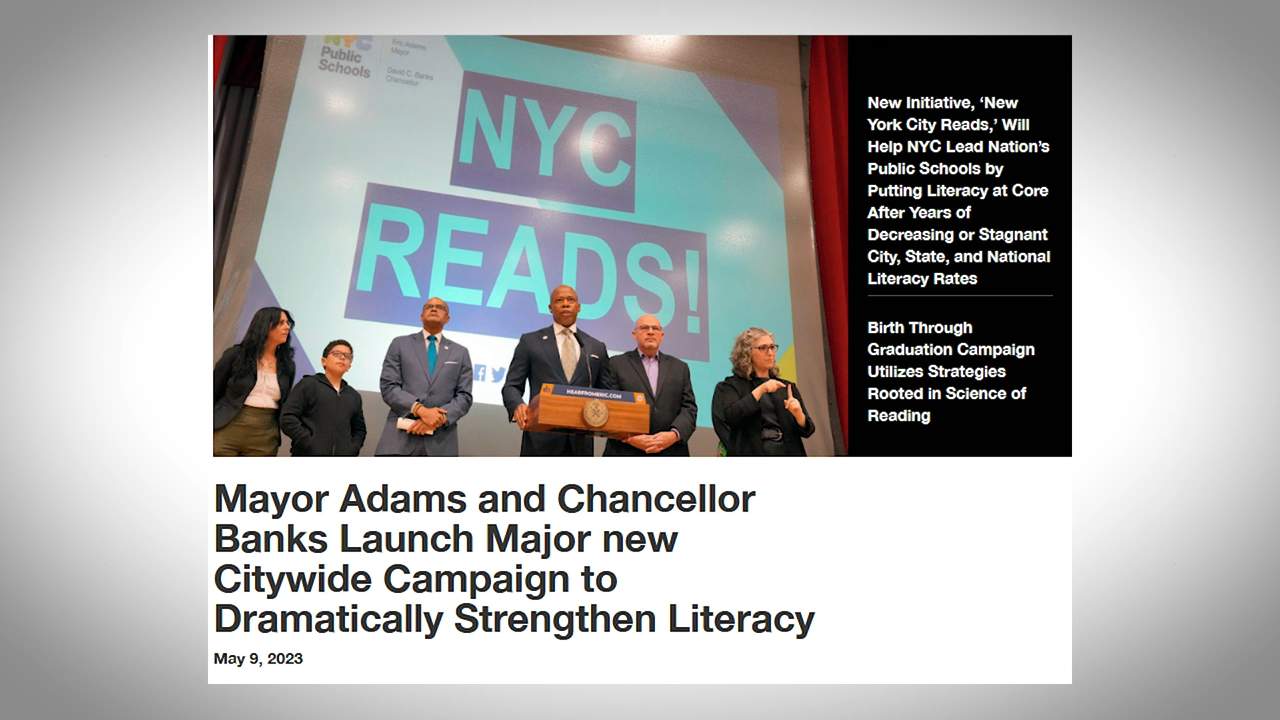 NYC
Public
Schools
Eric Adams
Mayor
David C. Banks
Chancellor
NYC
READS!
HEARFROMERIC.COM
New Initiative, ‘New
York City Reads,’ Will
Help NYC Lead Nation’s
Public Schools by
Putting Literacy at Core
After Years of
Decreasing or Stagnant
City, State, and National
Literacy Rates
Birth Through
Graduation Campaign
Utilizes Strategies
Rooted in Science of
Reading
Mayor Adams and Chancellor
Banks Launch Major new
Citywide Campaign to
Dramatically Strengthen Literacy
May 9, 2023